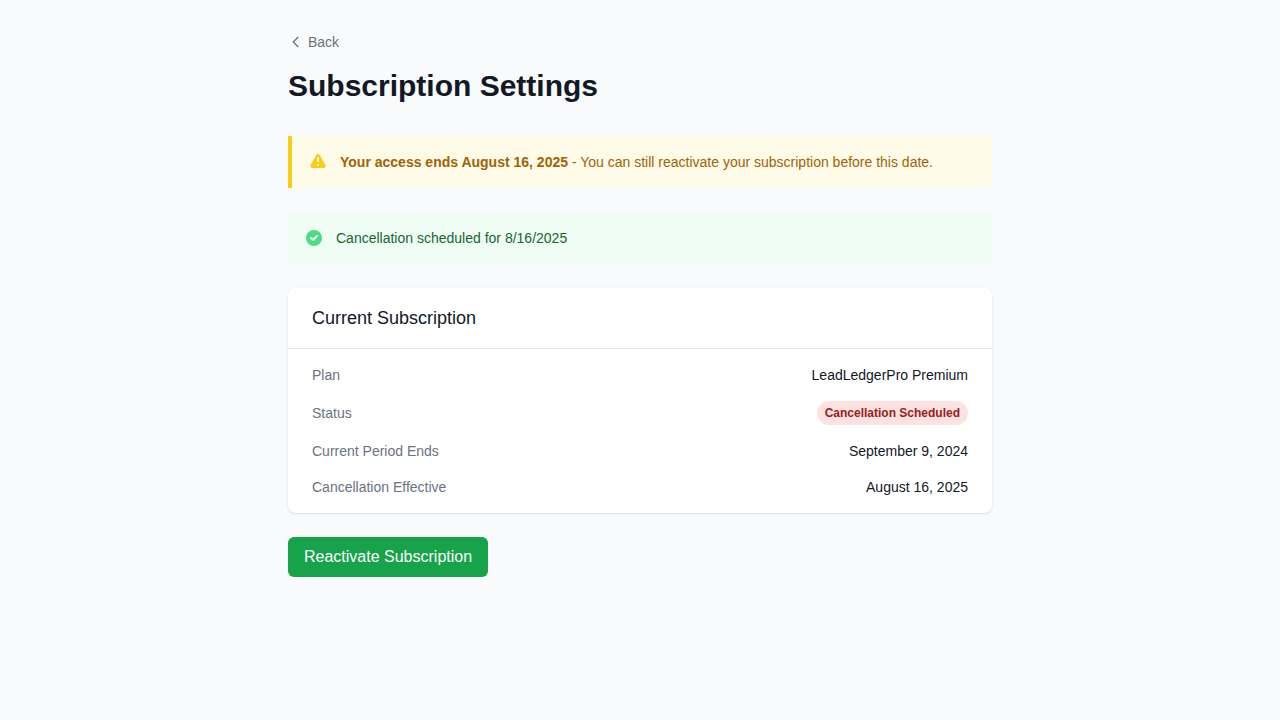 Back
Subscription Settings
Your access ends August 16, 2025 - You can still reactivate your subscription before this date.
Cancellation scheduled for 8/16/2025
Current Subscription
Plan LeadLedgerPro Premium
Status Cancellation Scheduled
Current Period Ends September 9, 2024
Cancellation Effective August 16, 2025
Reactivate Subscription